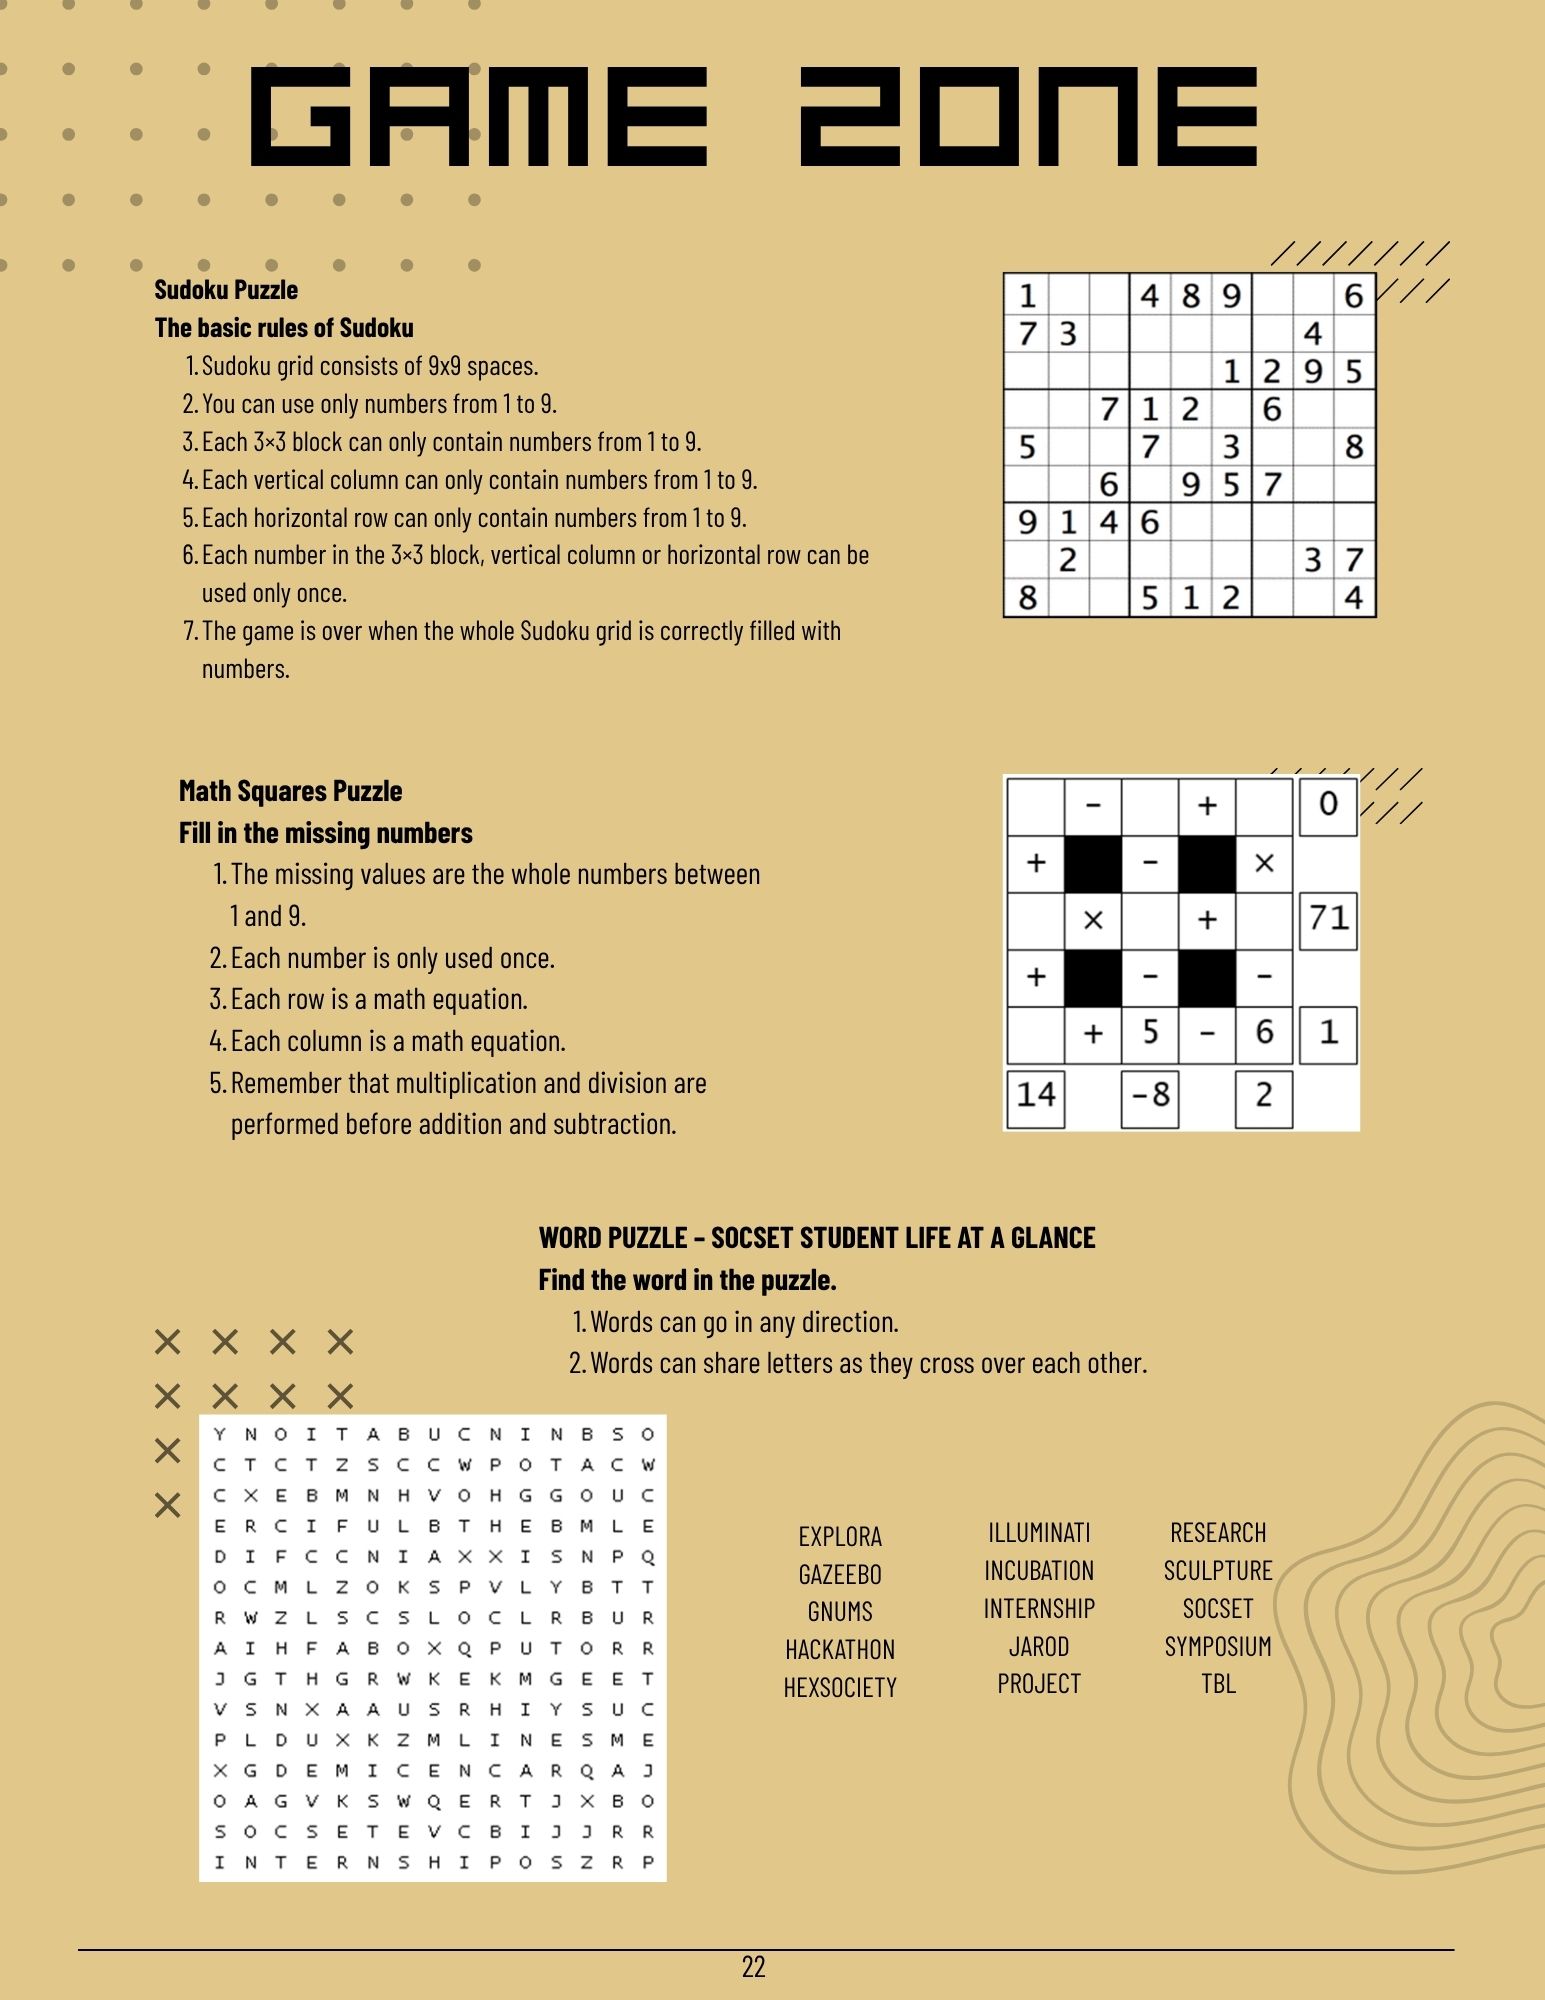 GAME ZONE
Sudoku Puzzle
The basic rules of Sudoku
1. Sudoku grid consists of 9x9 spaces.
2. You can use only numbers from 1 to 9.
3. Each 3×3 block can only contain numbers from 1 to 9.
4. Each vertical column can only contain numbers from 1 to 9.
5. Each horizontal row can only contain numbers from 1 to 9.
6. Each number in the 3×3 block, vertical column or horizontal row can be
used only once.
7. The game is over when the whole Sudoku grid is correctly filled with
numbers.
1 4 8 9 6
7 3 4
1 2 9 5
7 1 2 6
5 7 3 8
6 9 5 7
9 1 4 6
2 3 7
8 5 1 2 4
Math Squares Puzzle
Fill in the missing numbers
1. The missing values are the whole numbers between
1 and 9.
2. Each number is only used once.
3. Each row is a math equation.
4. Each column is a math equation.
5. Remember that multiplication and division are
performed before addition and subtraction.
- + 0
+ - ×
× + 71
+ - -
+ 5 - 6 1
14 -8 2
WORD PUZZLE – SOCSET STUDENT LIFE AT A GLANCE
Find the word in the puzzle.
1. Words can go in any direction.
2. Words can share letters as they cross over each other.
Y N O I T A B U C N I N B S O
C T C T Z S C C W P O T A C W
C X E B M N H V O H G G O U C
E R C I F U L B T H E B M L E
D I F C C N I A X X I S N P Q
O C M L Z O K S P V L Y B T T
R W Z L S C S L O C L R B U R
A I H F A B O X Q P U T O R R
J G T H G R W K E K M G E E T
V S N X A A U S R H I Y S U C
P L D U X K Z M L I N E S M E
X G D E M I C E N C A R Q A J
O A G V K S W Q E R T J X B O
S O C S E T E V C B I J J R R
I N T E R N S H I P O S Z R P
EXPLORA
GAZEEBO
GNUMS
HACKATHON
HEXSOCIETY
ILLUMINATI
INCUBATION
INTERNSHIP
JAROD
PROJECT
RESEARCH
SCULPTURE
SOCSET
SYMPOSIUM
TBL
22